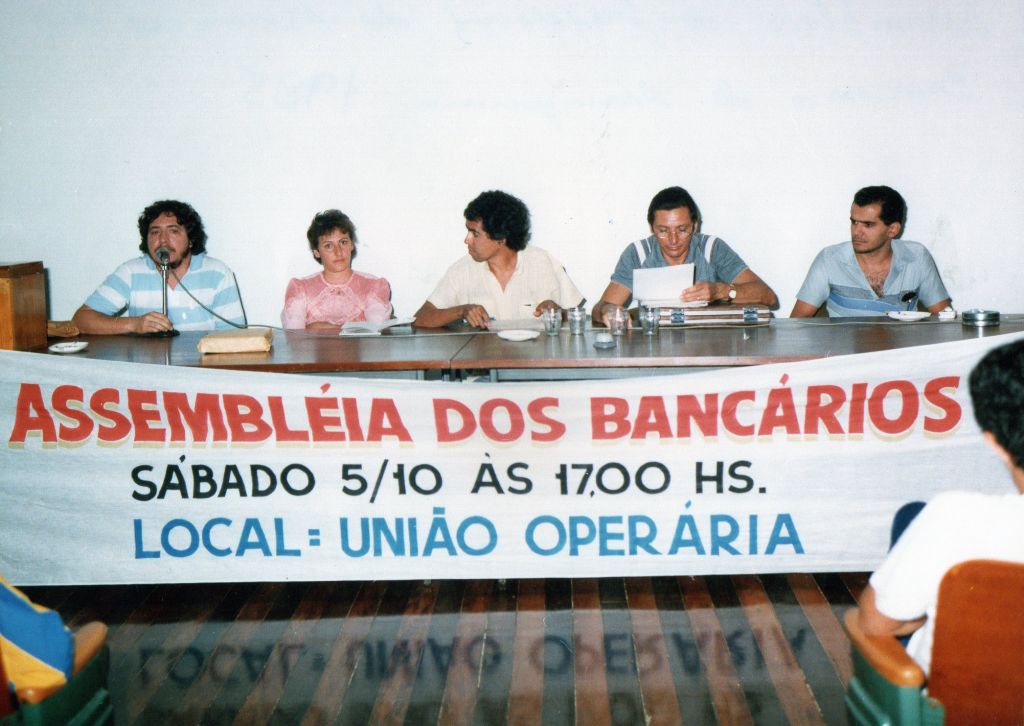 ASSEMBLÉIA DOS BANCÁRIOS
SÁBADO 5/10 ÀS 17,00 HS.
LOCAL = UNIÃO OPERÁRIA